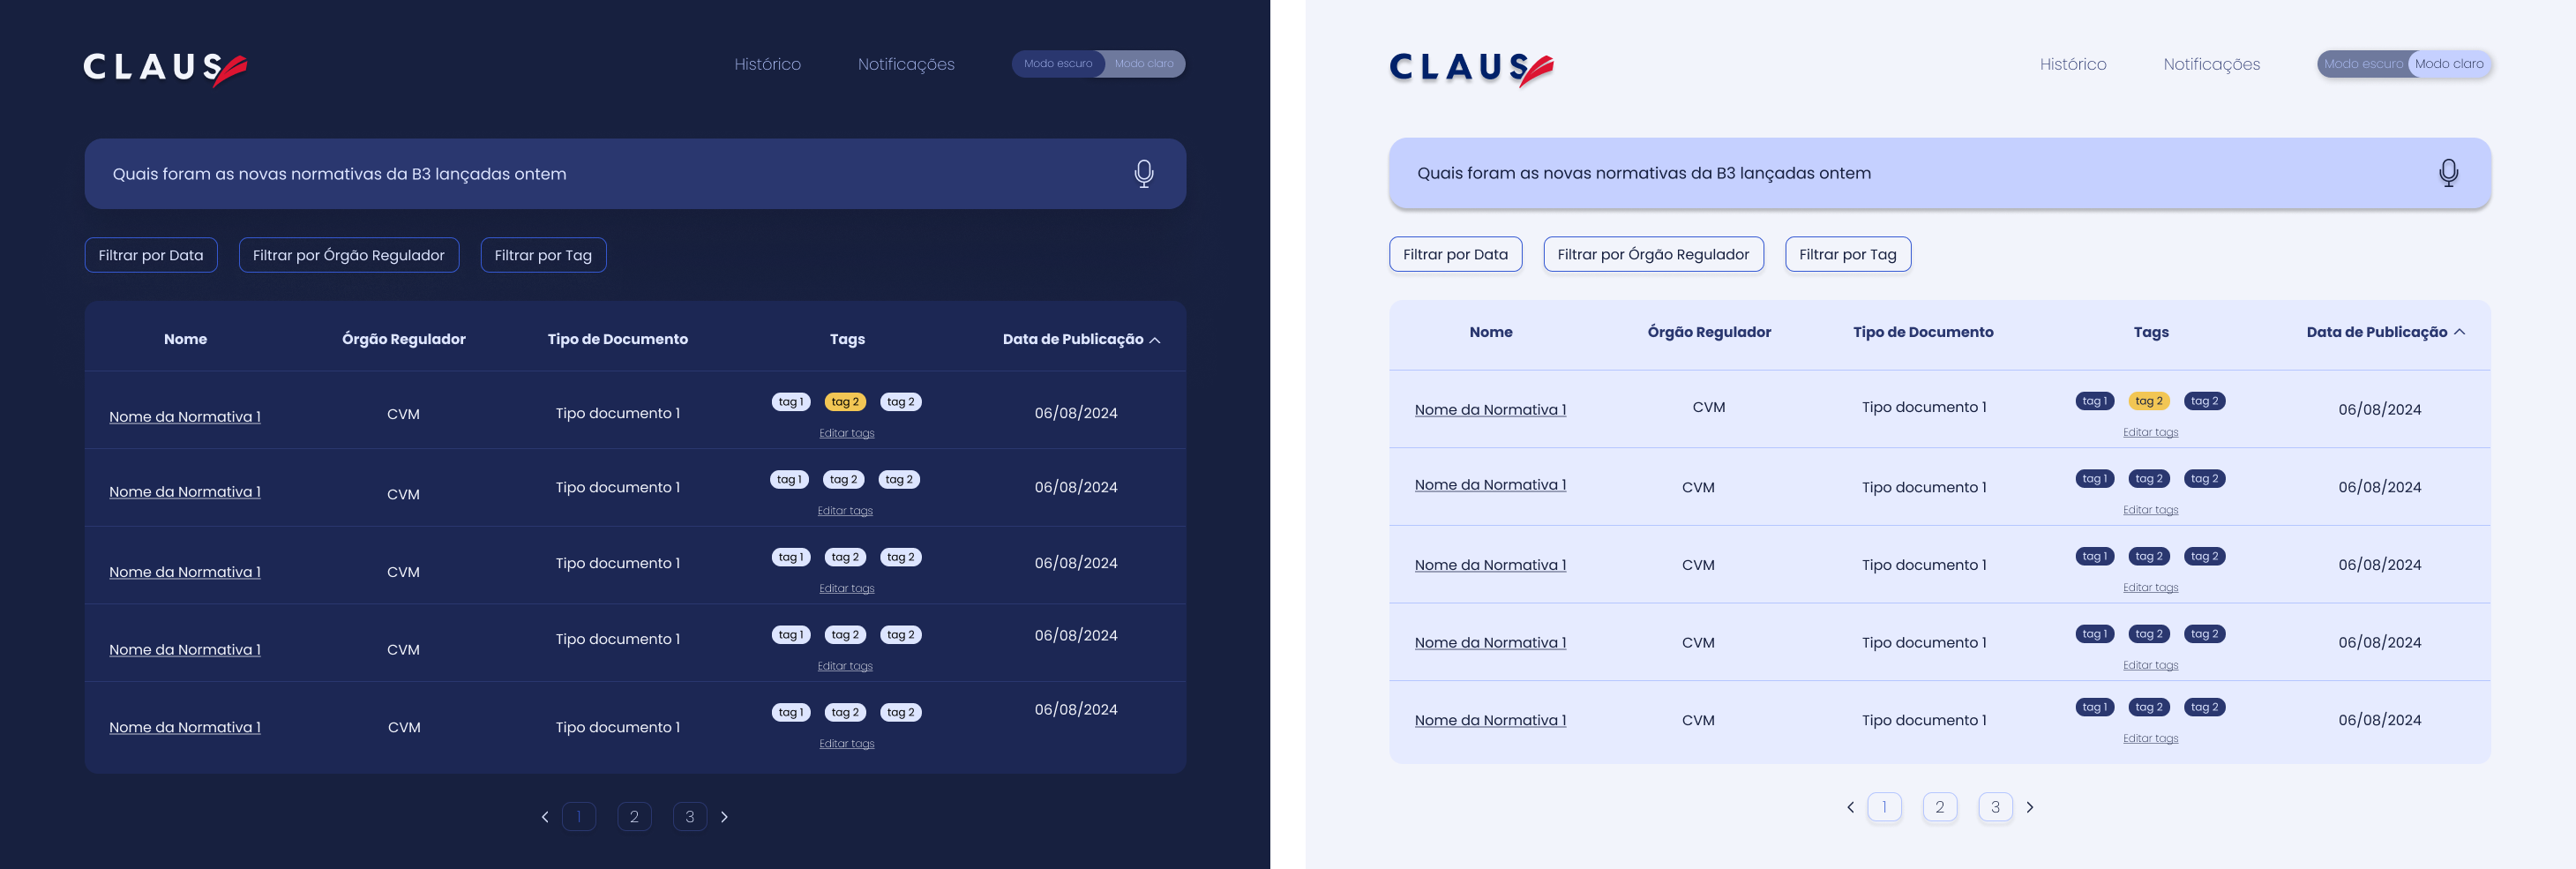 CLAUS
Histórico Notificações Modo escuro Modo claro
Quais foram as novas normativas da B3 lançadas ontem
Filtrar por Data Filtrar por Órgão Regulador Filtrar por Tag
Nome Órgão Regulador Tipo de Documento Tags Data de Publicação
Nome da Normativa 1 CVM Tipo documento 1 tag 1 tag 2 tag 2 06/08/2024
Editar tags
Nome da Normativa 1 CVM Tipo documento 1 tag 1 tag 2 tag 2 06/08/2024
Editar tags
Nome da Normativa 1 CVM Tipo documento 1 tag 1 tag 2 tag 2 06/08/2024
Editar tags
Nome da Normativa 1 CVM Tipo documento 1 tag 1 tag 2 tag 2 06/08/2024
Editar tags
Nome da Normativa 1 CVM Tipo documento 1 tag 1 tag 2 tag 2 06/08/2024
Editar tags
1 2 3
CLAUS
Histórico Notificações Modo escuro Modo claro
Quais foram as novas normativas da B3 lançadas ontem
Filtrar por Data Filtrar por Órgão Regulador Filtrar por Tag
Nome Órgão Regulador Tipo de Documento Tags Data de Publicação
Nome da Normativa 1 CVM Tipo documento 1 tag 1 tag 2 tag 2 06/08/2024
Editar tags
Nome da Normativa 1 CVM Tipo documento 1 tag 1 tag 2 tag 2 06/08/2024
Editar tags
Nome da Normativa 1 CVM Tipo documento 1 tag 1 tag 2 tag 2 06/08/2024
Editar tags
Nome da Normativa 1 CVM Tipo documento 1 tag 1 tag 2 tag 2 06/08/2024
Editar tags
Nome da Normativa 1 CVM Tipo documento 1 tag 1 tag 2 tag 2 06/08/2024
Editar tags
1 2 3